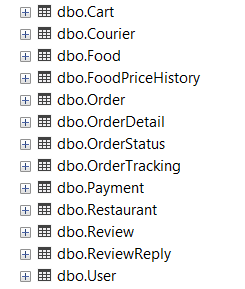 dbo.Cart
dbo.Courier
dbo.Food
dbo.FoodPriceHistory
dbo.Order
dbo.OrderDetail
dbo.OrderStatus
dbo.OrderTracking
dbo.Payment
dbo.Restaurant
dbo.Review
dbo.ReviewReply
dbo.User